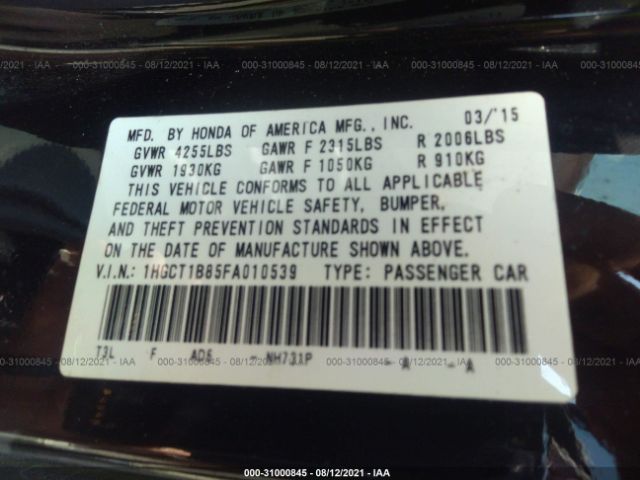 000-31000845 - 08/12/2021 - IAA
MFD. BY HONDA OF AMERICA MFG., INC. 03/'15
GVWR 4255LBS GAWR F 2315LBS R 2006LBS
GVWR 1930KG GAWR F 1050KG R 910KG
THIS VEHICLE CONFORMS TO ALL APPLICABLE
FEDERAL MOTOR VEHICLE SAFETY, BUMPER,
AND THEFT PREVENTION STANDARDS IN EFFECT
ON THE DATE OF MANUFACTURE SHOWN ABOVE.
V.I.N.: 1HGCT1B85FA010539 TYPE: PASSENGER CAR
T3L F AD6 - NH731P - A - A
000-31000845 - 08/12/2021 - IAA